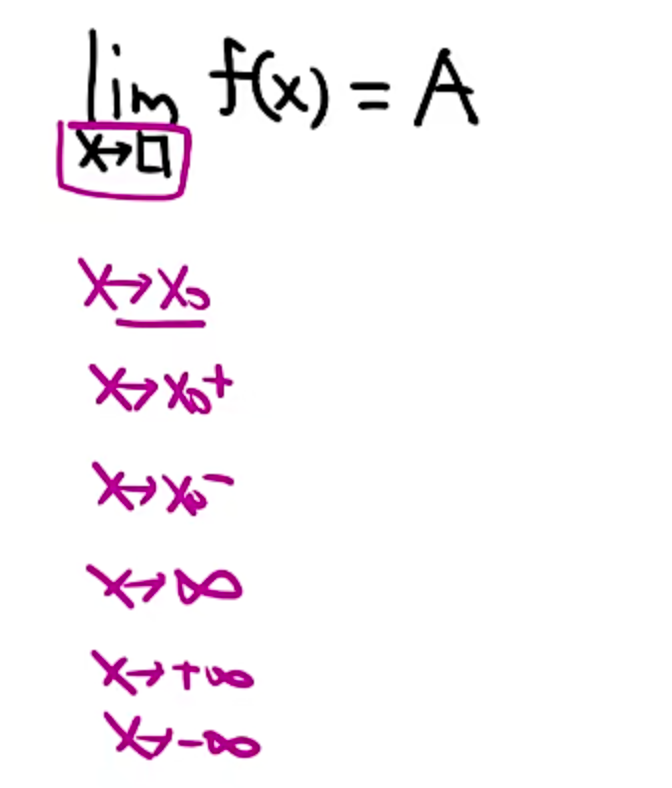 lim f(x) = A
x→□
x→x₀
x→x₀⁺
x→x₀⁻
x→∞
x→+∞
x→-∞